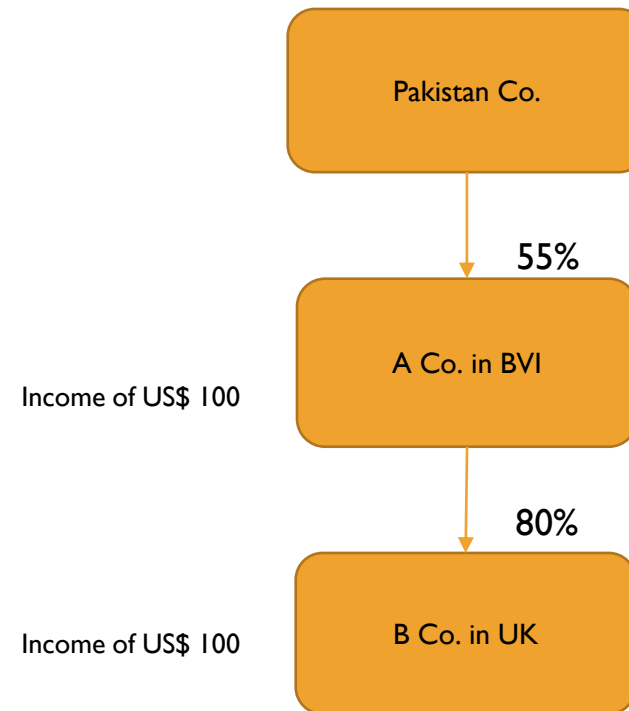 Pakistan Co.
55%
A Co. in BVI
Income of US$ 100
80%
B Co. in UK
Income of US$ 100